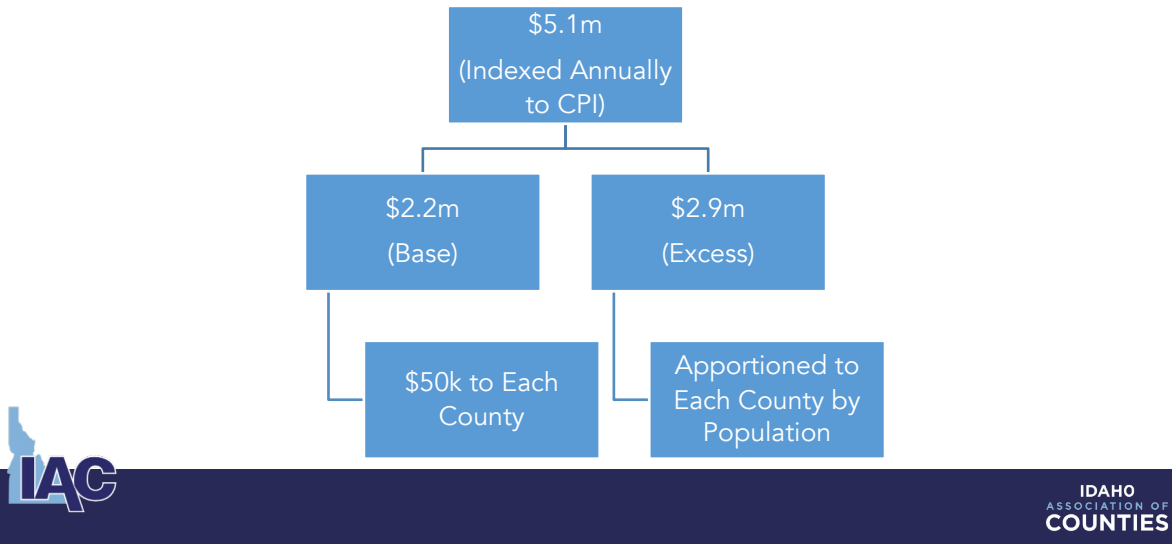 $5.1m
(Indexed Annually
to CPI)
$2.2m
(Base)
$2.9m
(Excess)
$50k to Each
County
Apportioned to
Each County by
Population
IAC
IDAHO
ASSOCIATION OF
COUNTIES